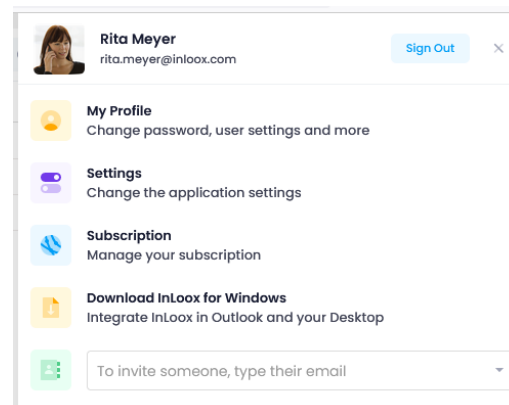 Rita Meyer
rita.meyer@inloox.com
Sign Out
My Profile
Change password, user settings and more
Settings
Change the application settings
Subscription
Manage your subscription
Download InLoox for Windows
Integrate InLoox in Outlook and your Desktop
To invite someone, type their email